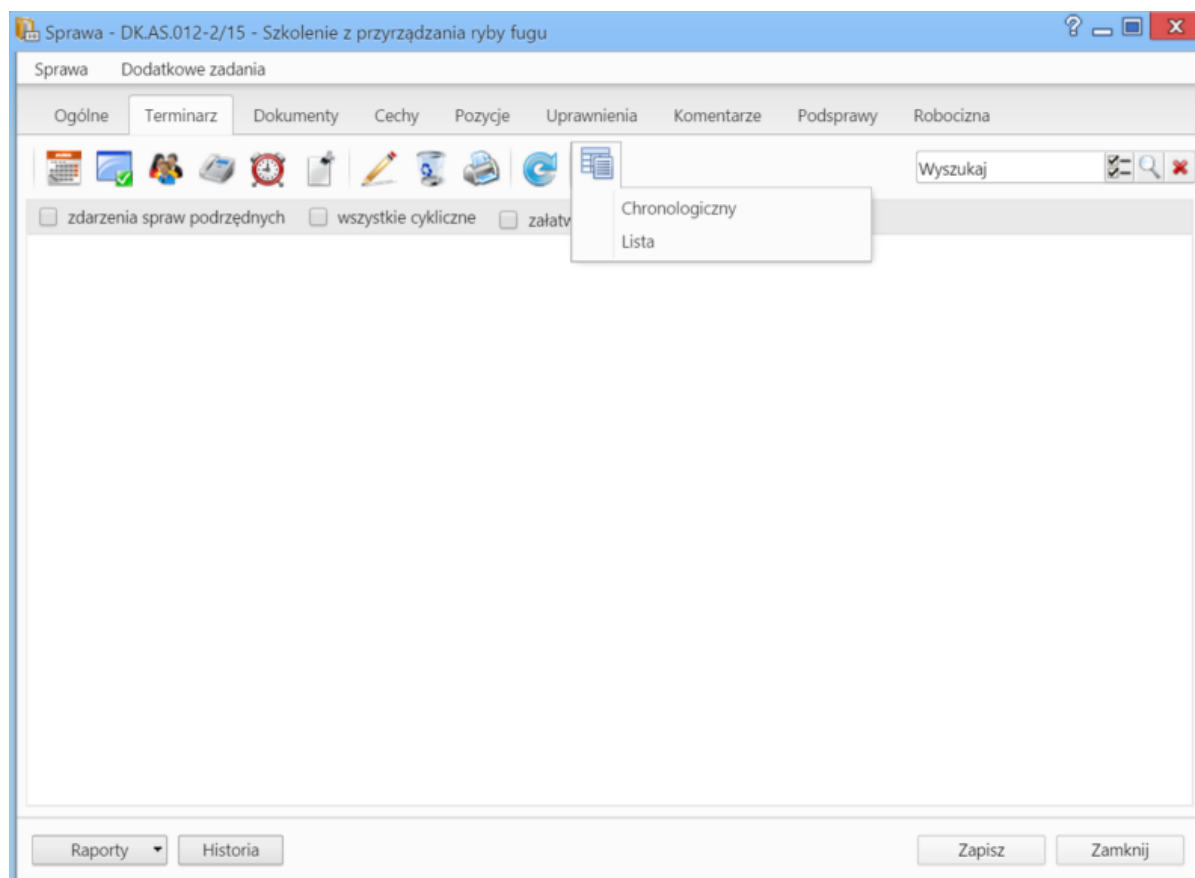 Sprawa - DK.AS.012-2/15 - Szkolenie z przyrządzania ryby fugu
Sprawa Dodatkowe zadania
Ogólne Terminarz Dokumenty Cechy Pozycje Uprawnienia Komentarze Podsprawy Robocizna
Wyszukaj
Chronologiczny
zdarzenia spraw podrzędnych wszystkie cykliczne
Lista
Raporty Historia Zapisz Zamknij